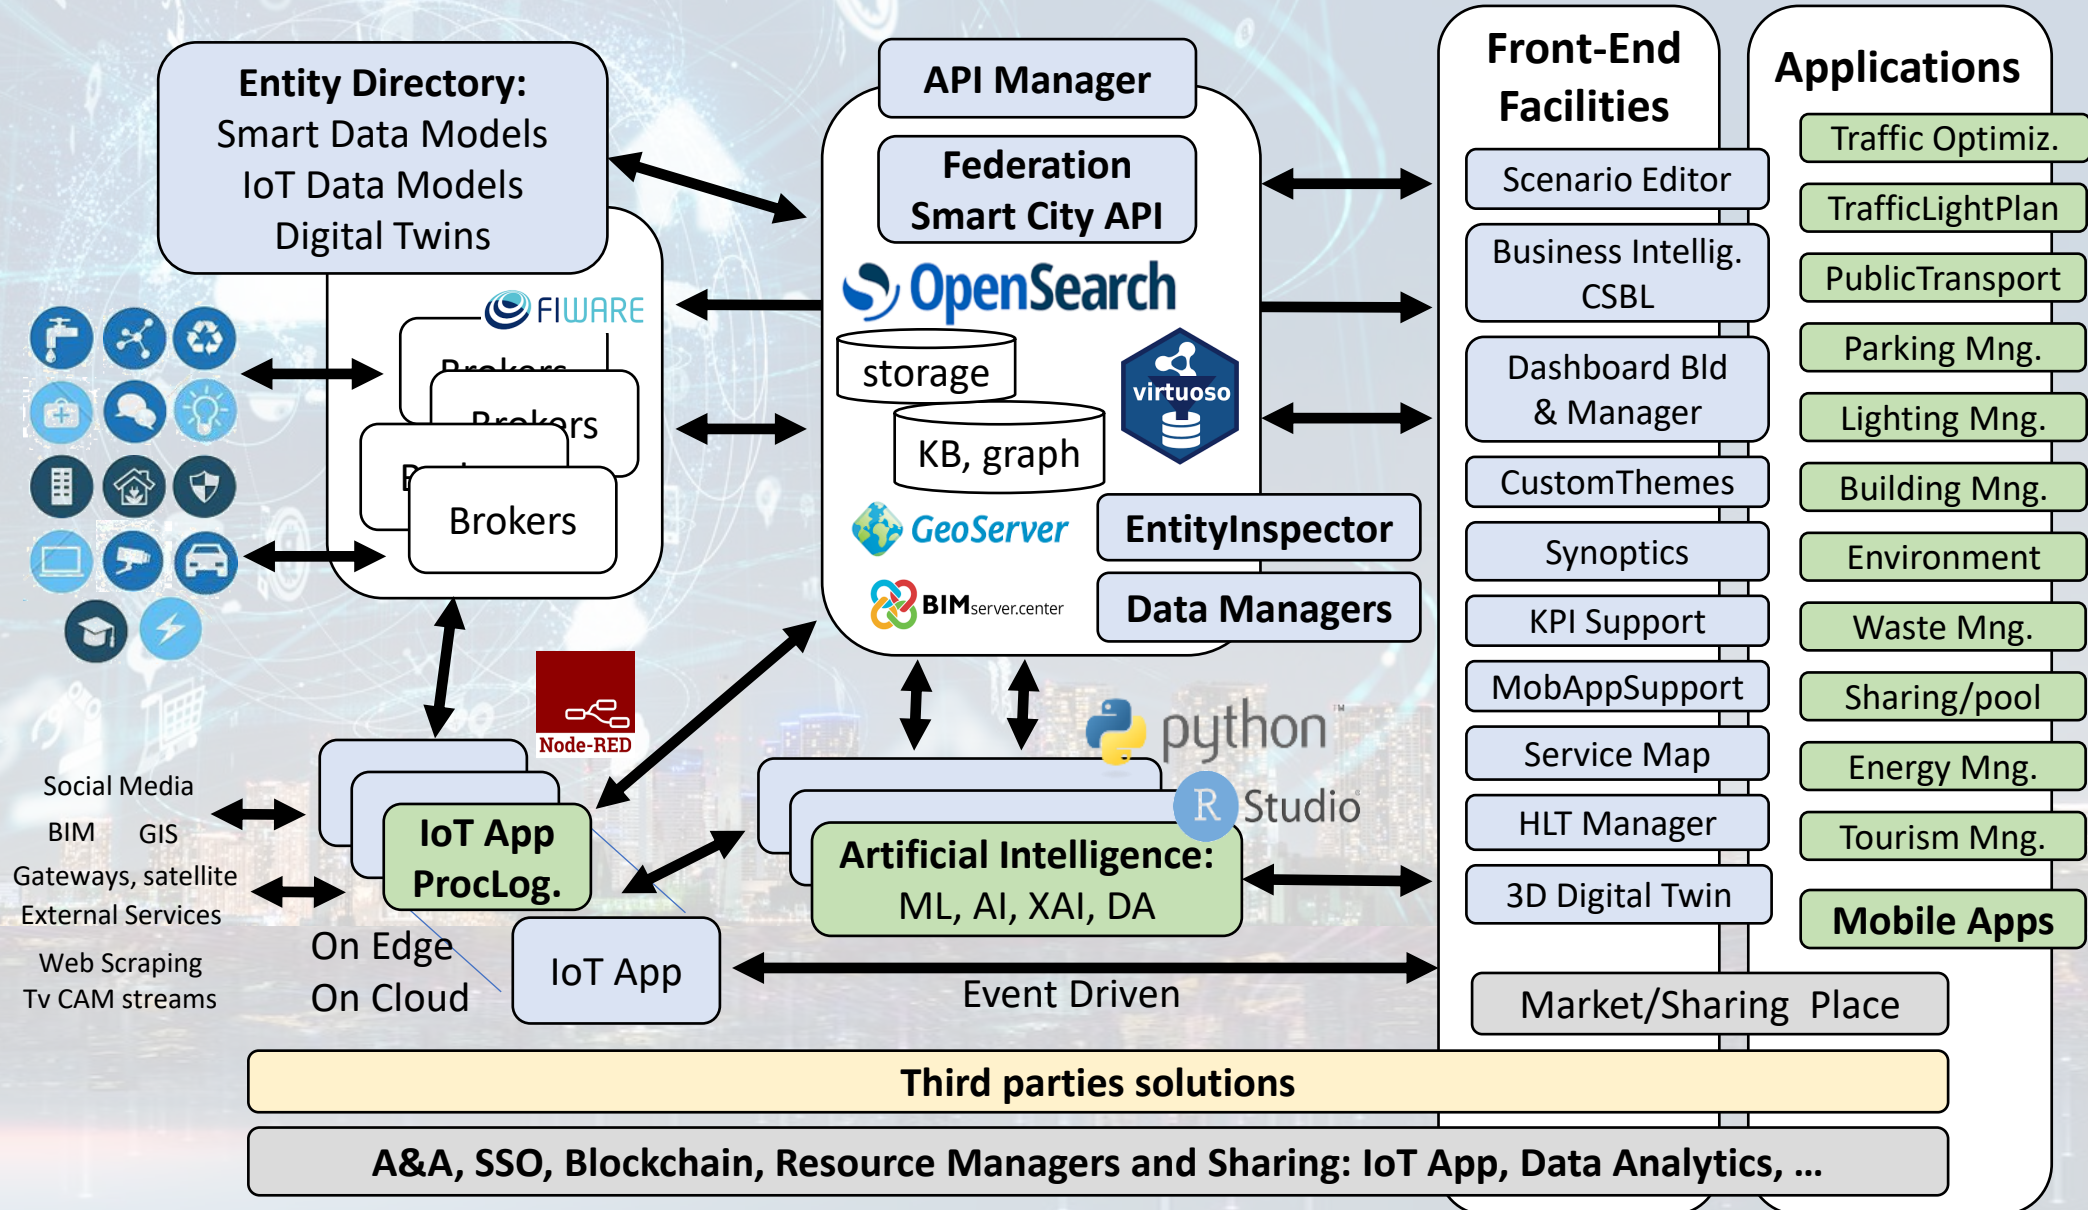 Entity Directory:
Smart Data Models
IoT Data Models
Digital Twins
FIWARE
Brokers
Brokers
Brokers
Brokers
API Manager
Federation
Smart City API
OpenSearch
storage
virtuoso
KB, graph
GeoServer
EntityInspector
BIMserver.center
Data Managers
Node-RED
Social Media
BIM GIS
Gateways, satellite
External Services
Web Scraping
Tv CAM streams
IoT App
ProcLog.
On Edge
On Cloud
IoT App
python™
R Studio
Artificial Intelligence:
ML, AI, XAI, DA
Event Driven
Front-End
Facilities
Scenario Editor
Business Intellig.
CSBL
Dashboard Bld
& Manager
CustomThemes
Synoptics
KPI Support
MobAppSupport
Service Map
HLT Manager
3D Digital Twin
Applications
Traffic Optimiz.
TrafficLightPlan
PublicTransport
Parking Mng.
Lighting Mng.
Building Mng.
Environment
Waste Mng.
Sharing/pool
Energy Mng.
Tourism Mng.
Mobile Apps
Market/Sharing Place
Third parties solutions
A&A, SSO, Blockchain, Resource Managers and Sharing: IoT App, Data Analytics, ...